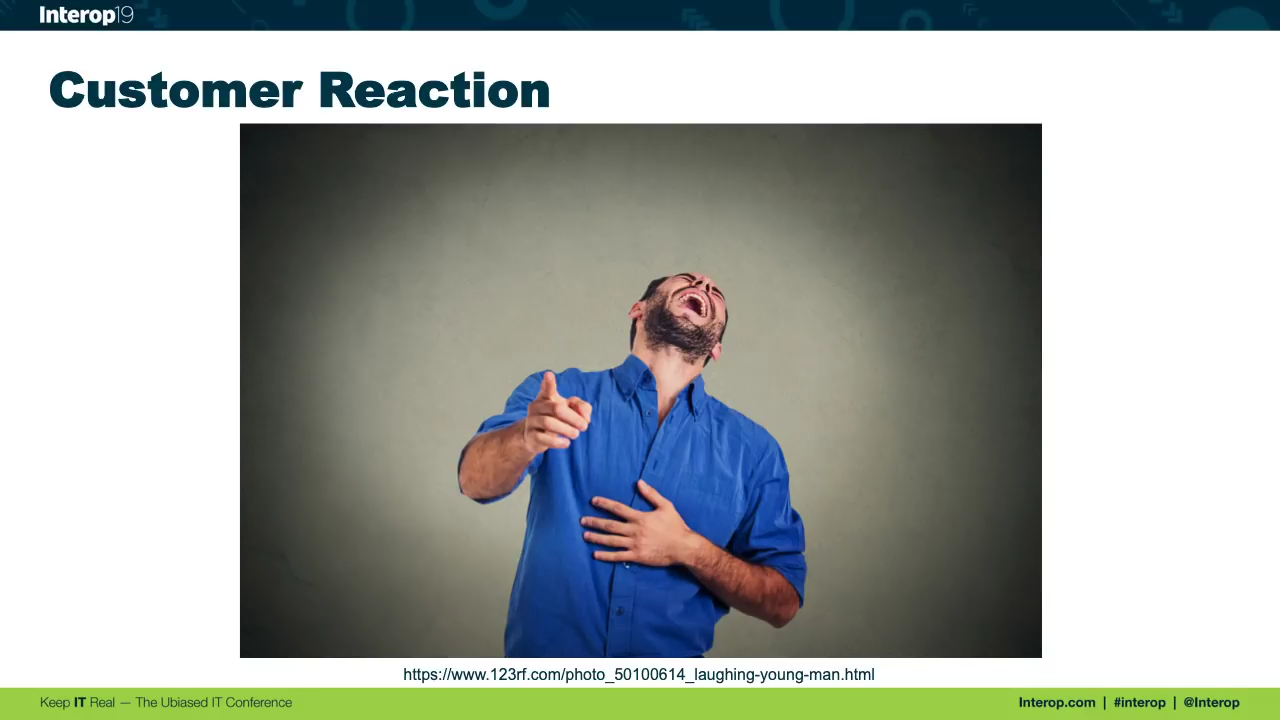 Interop19
Customer Reaction
https://www.123rf.com/photo_50100614_laughing-young-man.html
Keep IT Real — The Ubiased IT Conference
Interop.com | #interop | @Interop